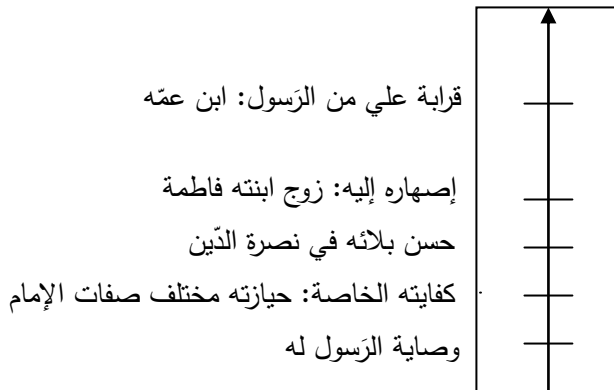 قرابة علي من الرَسول: ابن عمّه
إصهاره إليه: زوج ابنته فاطمة
حسن بلائه في نصرة الدّين
كفايته الخاصة: حيازته مختلف صفات الإمام
وصاية الرَسول له